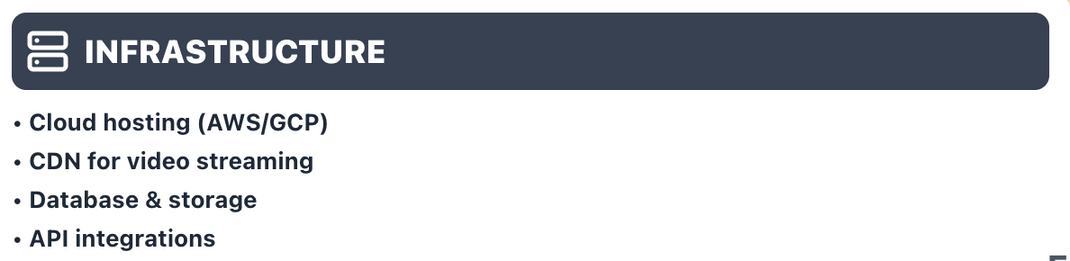 INFRASTRUCTURE
• Cloud hosting (AWS/GCP)
• CDN for video streaming
• Database & storage
• API integrations